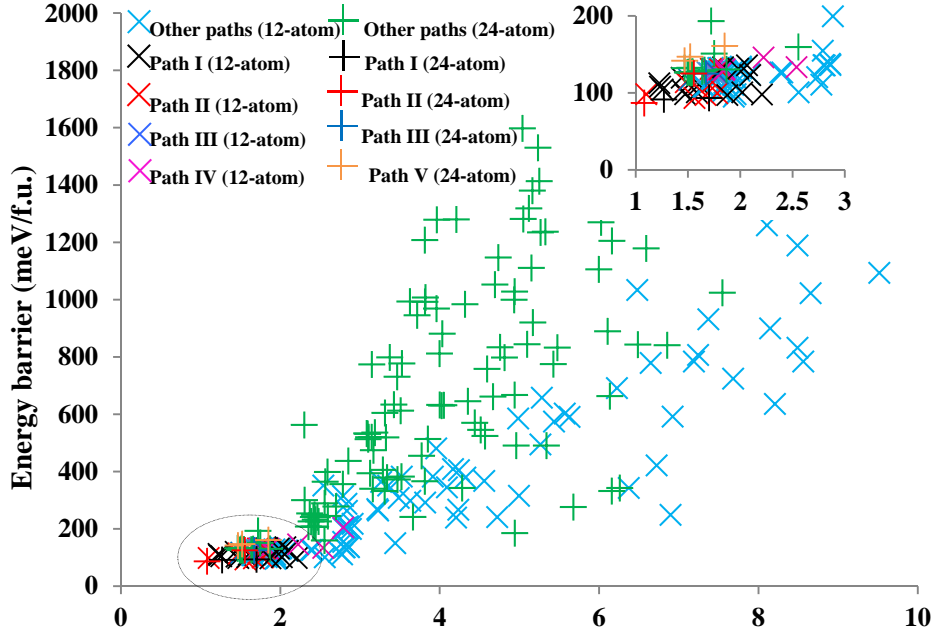 2000
1800
1600
1400
1200
1000
800
600
400
200
0
Energy barrier (meV/f.u.)
0 2 4 6 8 10
Other paths (12-atom) Other paths (24-atom)
Path I (12-atom) Path I (24-atom)
Path II (12-atom) Path II (24-atom)
Path III (12-atom) Path III (24-atom)
Path IV (12-atom) Path V (24-atom)
200
100
0
1 1.5 2 2.5 3